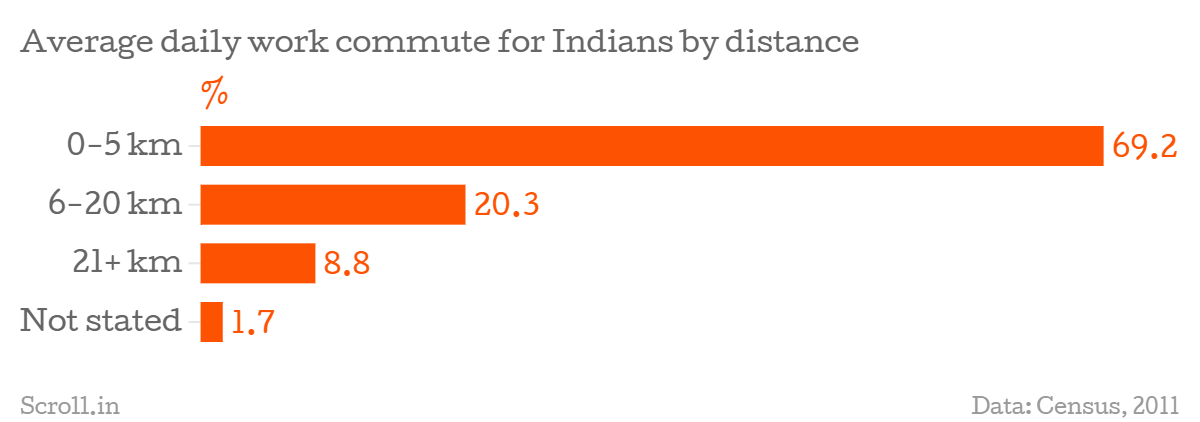 Average daily work commute for Indians by distance
%
0-5 km 69.2
6-20 km 20.3
21+ km 8.8
Not stated 1.7
Scroll.in Data: Census, 2011